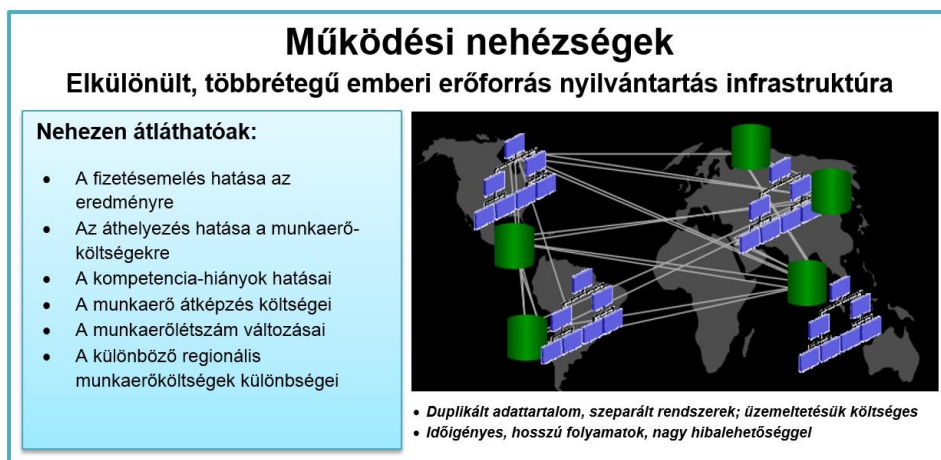 Működési nehézségek
Elkülönült, többrétegű emberi erőforrás nyilvántartás infrastruktúra
Nehezen átláthatóak:
• A fizetésemelés hatása az
eredményre
• Az áthelyezés hatása a munkaerő-
költségekre
• A kompetencia-hiányok hatásai
• A munkaerő átképzés költségei
• A munkaerőlétszám változásai
• A különböző regionális
munkaerőköltségek különbségei
• Duplikált adattartalom, szeparált rendszerek; üzemeltetésük költséges
• Időigényes, hosszú folyamatok, nagy hibalehetőséggel